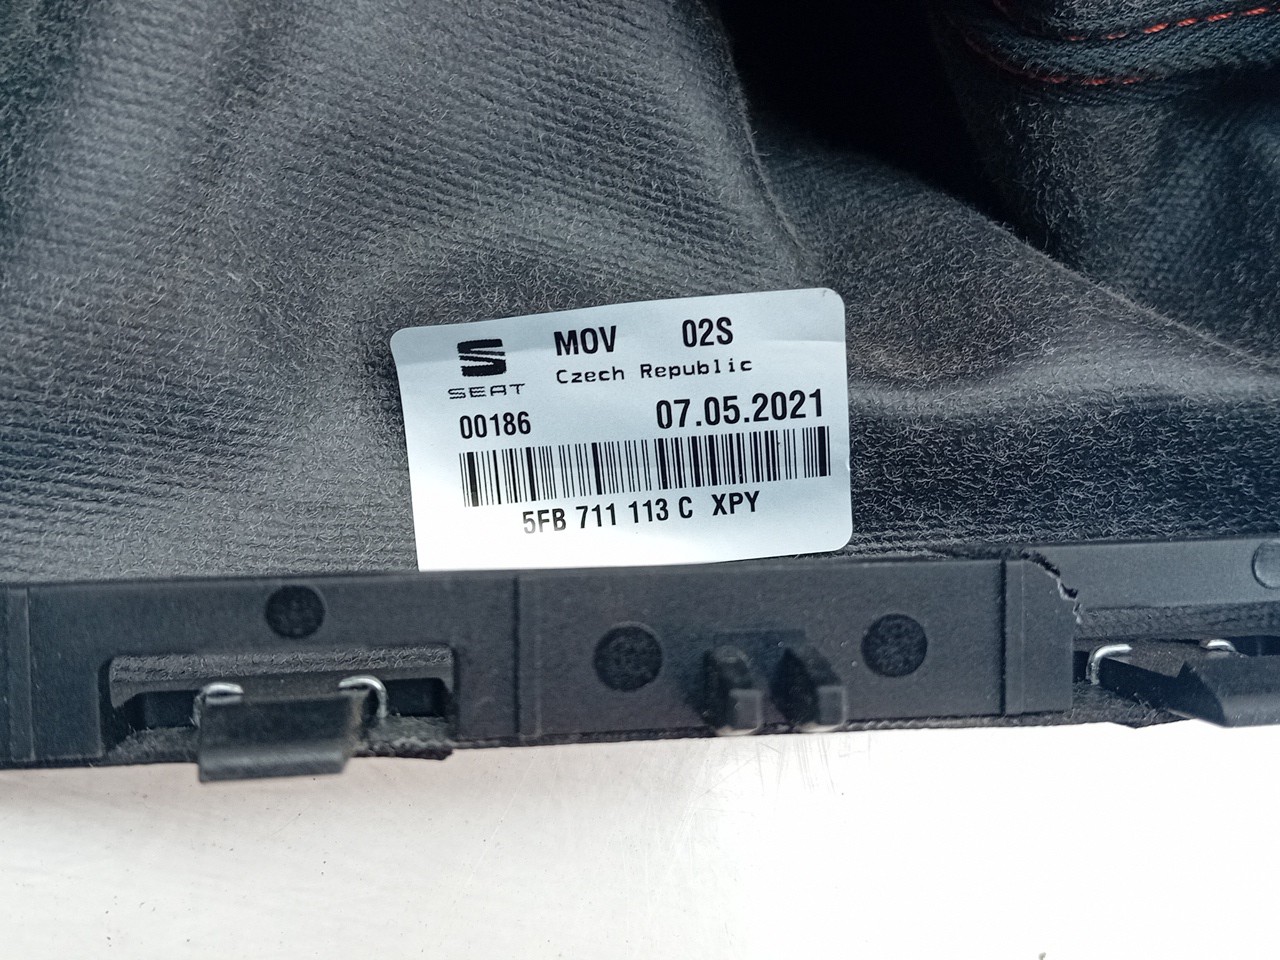 MOV 02S
SEAT Czech Republic
00186 07.05.2021
5FB 711 113 C XPY